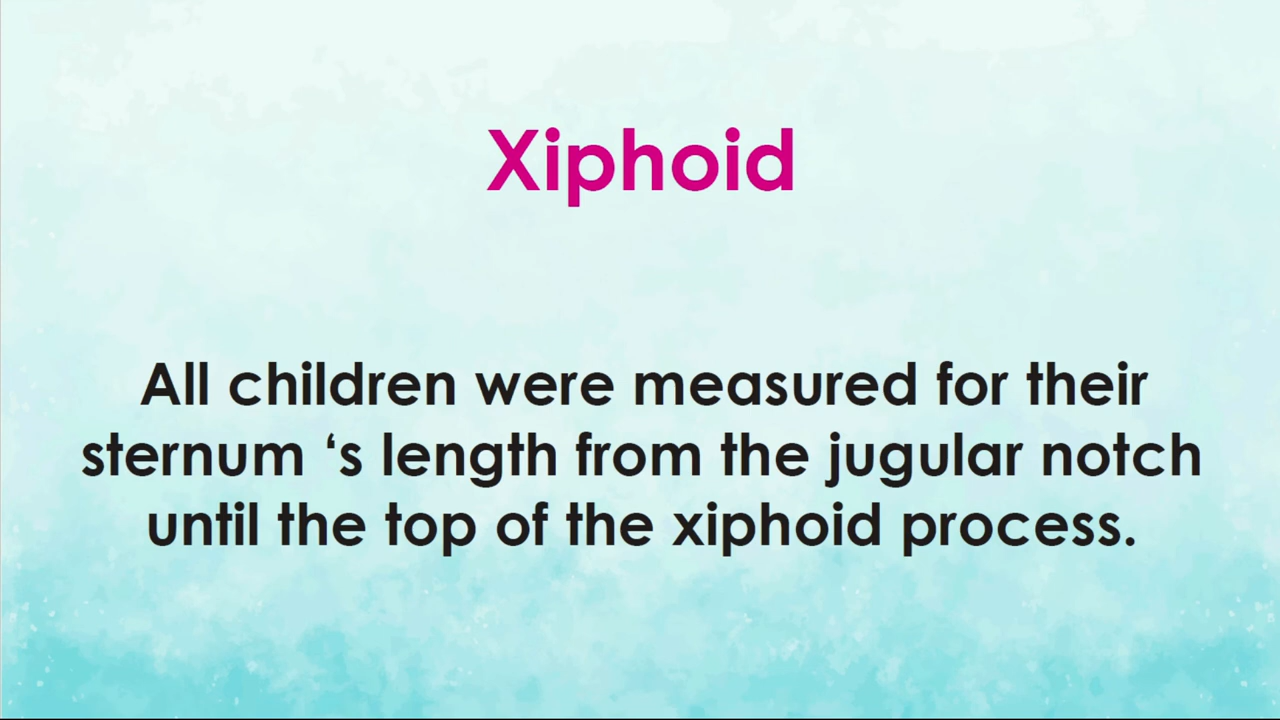 Xiphoid
All children were measured for their
sternum ‘s length from the jugular notch
until the top of the xiphoid process.